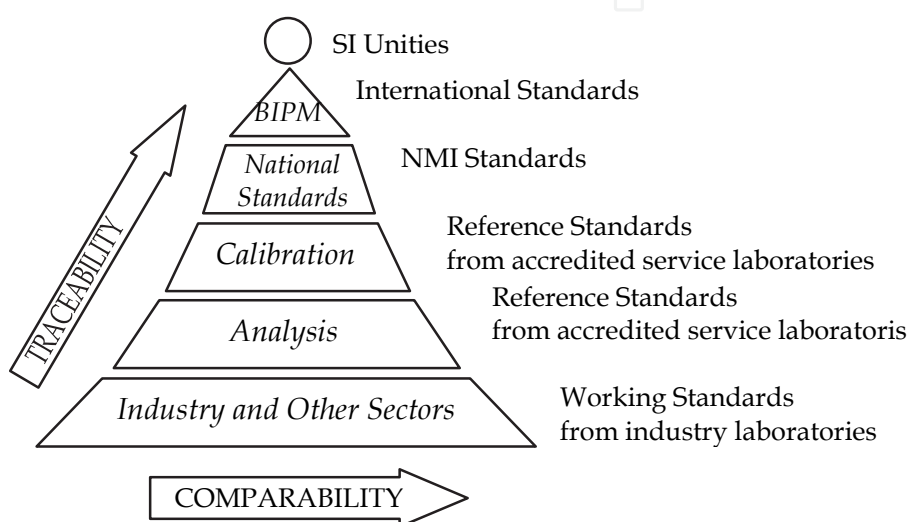 SI Unities
BIPM
International Standards
National
Standards
NMI Standards
Calibration
Reference Standards
from accredited service laboratories
Analysis
Reference Standards
from accredited service laboratoris
Industry and Other Sectors
Working Standards
from industry laboratories
TRACEABILITY
COMPARABILITY